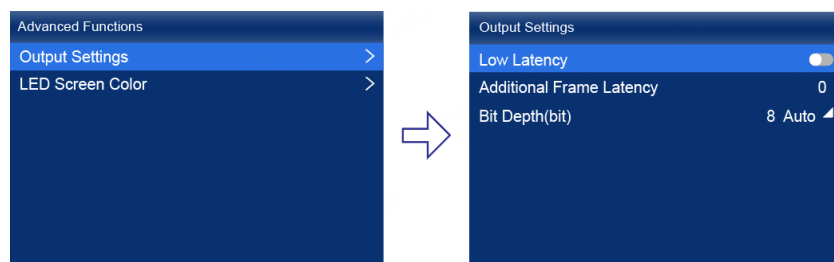 Advanced Functions
Output Settings >
LED Screen Color >
Output Settings
Low Latency
Additional Frame Latency 0
Bit Depth(bit) 8 Auto